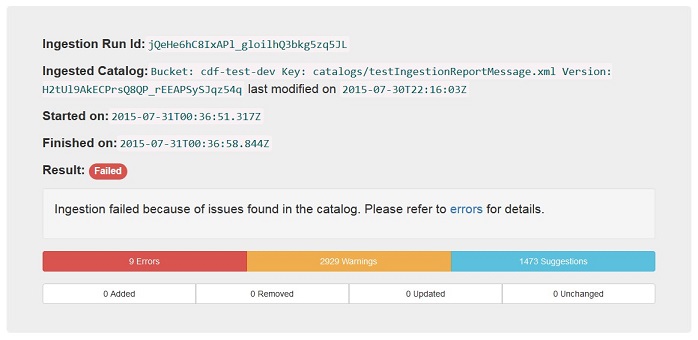 Ingestion Run Id: jQeHe6hC8IxAPl_gloilhQ3bkg5zq5JL
Ingested Catalog: Bucket: cdf-test-dev Key: catalogs/testIngestionReportMessage.xml Version:
H2tUl9AkECPrsQ8QP_rEEAPSySJqz54q last modified on 2015-07-30T22:16:03Z
Started on: 2015-07-31T00:36:51.317Z
Finished on: 2015-07-31T00:36:58.844Z
Result: Failed
Ingestion failed because of issues found in the catalog. Please refer to errors for details.
9 Errors 2929 Warnings 1473 Suggestions
0 Added 0 Removed 0 Updated 0 Unchanged